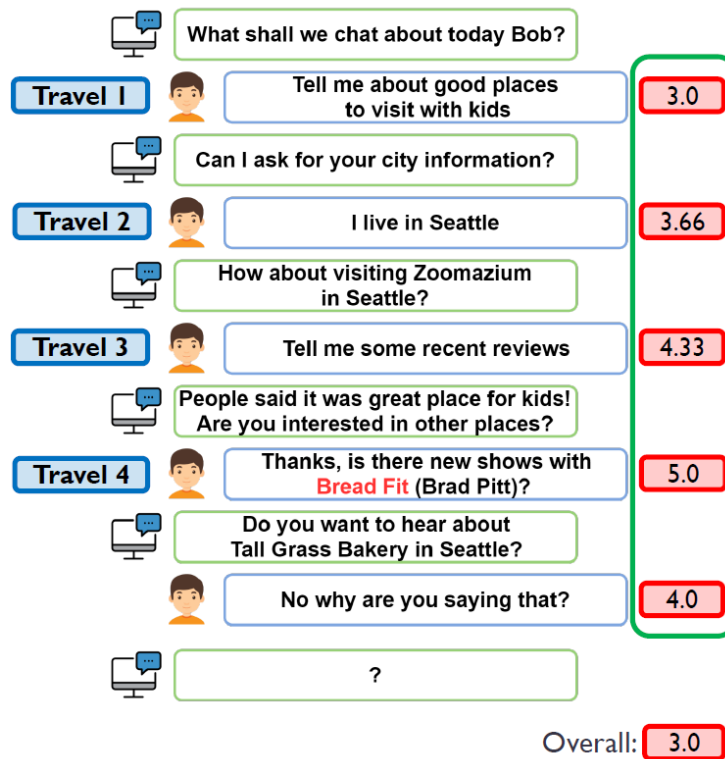 What shall we chat about today Bob?
Travel 1
Tell me about good places
to visit with kids
3.0
Can I ask for your city information?
Travel 2
I live in Seattle
3.66
How about visiting Zoomazium
in Seattle?
Travel 3
Tell me some recent reviews
4.33
People said it was great place for kids!
Are you interested in other places?
Travel 4
Thanks, is there new shows with
Bread Fit (Brad Pitt)?
5.0
Do you want to hear about
Tall Grass Bakery in Seattle?
No why are you saying that?
4.0
?
Overall: 3.0